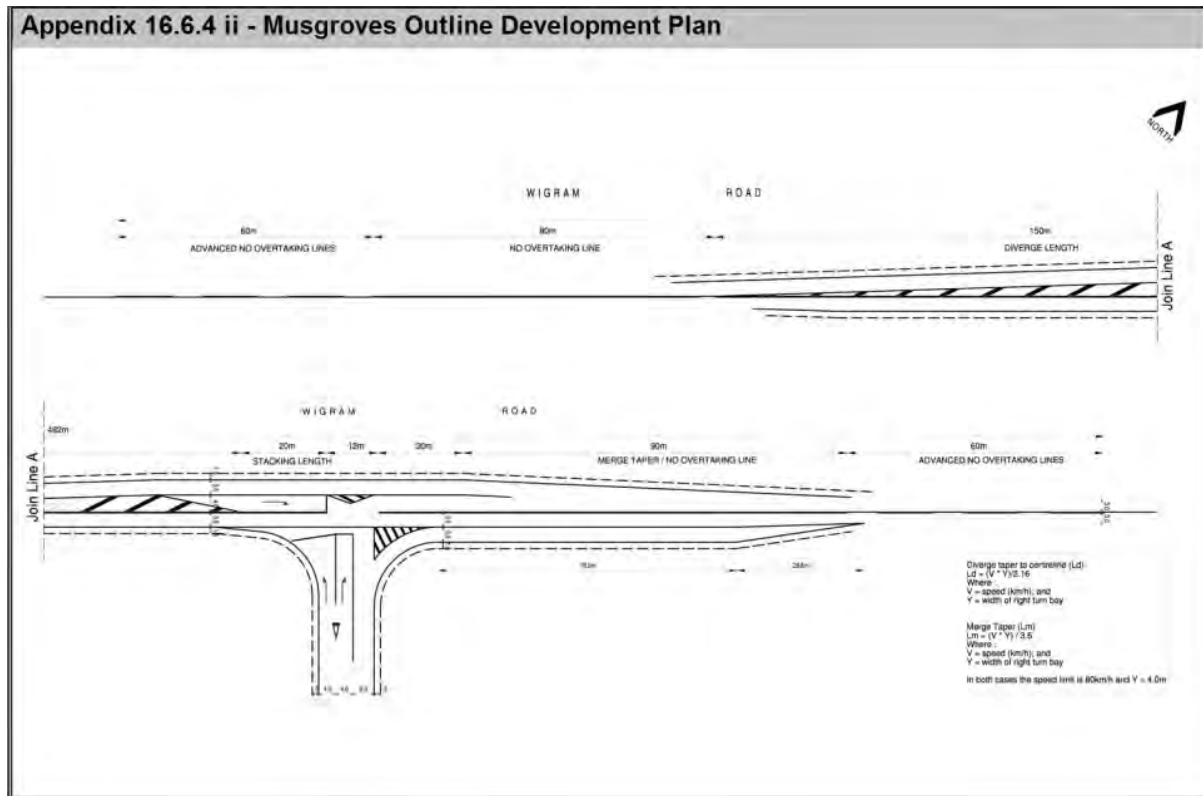 Appendix 16.6.4 ii - Musgroves Outline Development Plan
NORTH
WIGRAM ROAD
60m 80m 150m
ADVANCED NO OVERTAKING LINES NO OVERTAKING LINE DIVERGE LENGTH
Join Line A
WIGRAM ROAD
482m
20m 12m 30m 90m 60m
STACKING LENGTH MERGE TAPER / NO OVERTAKING LINE ADVANCED NO OVERTAKING LINES
Join Line A
Diverge taper to centreline (Ld)
Ld = (V * Y)/2.16
Where :
V = speed (km/h); and
Y = width of right turn bay
Merge Taper (Lm)
Lm = (V * Y) / 3.6
Where :
V = speed (km/h); and
Y = width of right turn bay
In both cases the speed limit is 80km/h and Y = 4.0m